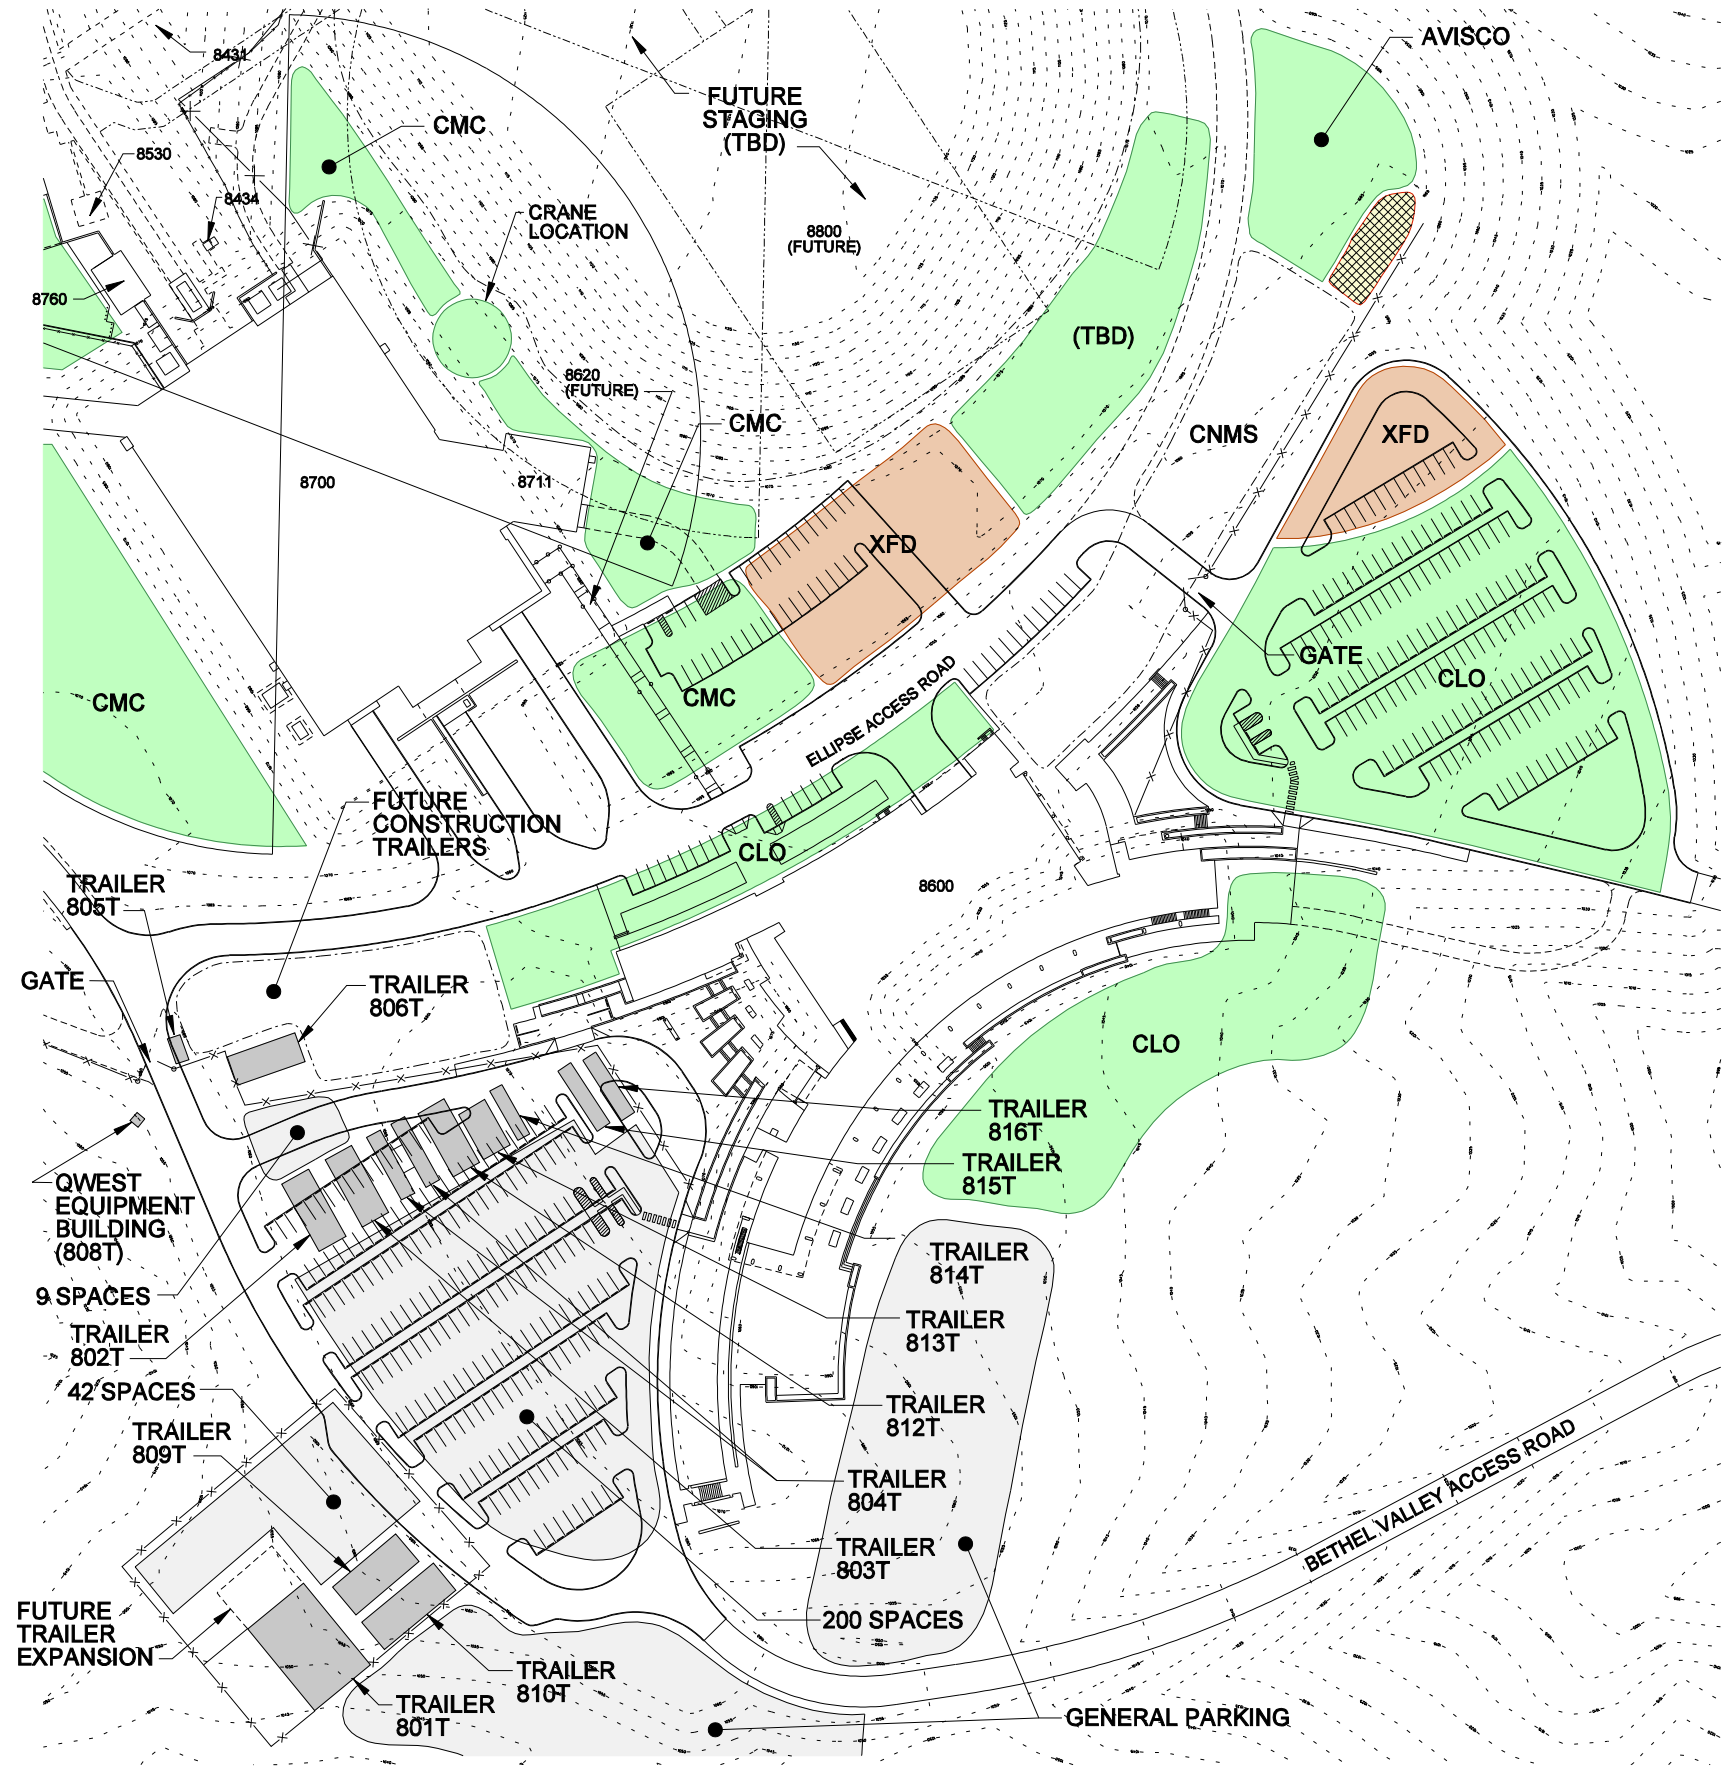 AVISCO
8431
FUTURE
STAGING
(TBD)
CMC
8530
8434
CRANE
LOCATION
8800
(FUTURE)
8760
(TBD)
8620
(FUTURE)
CMC
CNMS
XFD
8700
8711
XFD
GATE
CLO
CMC
CMC
ELLIPSE ACCESS ROAD
FUTURE
CONSTRUCTION
TRAILERS
CLO
8600
TRAILER
805T
GATE
TRAILER
806T
CLO
TRAILER
816T
TRAILER
815T
QWEST
EQUIPMENT
BUILDING
(808T)
TRAILER
814T
9 SPACES
TRAILER
813T
TRAILER
802T
42 SPACES
TRAILER
812T
TRAILER
809T
TRAILER
804T
BETHEL VALLEY ACCESS ROAD
TRAILER
803T
FUTURE
TRAILER
EXPANSION
200 SPACES
TRAILER
810T
TRAILER
801T
GENERAL PARKING